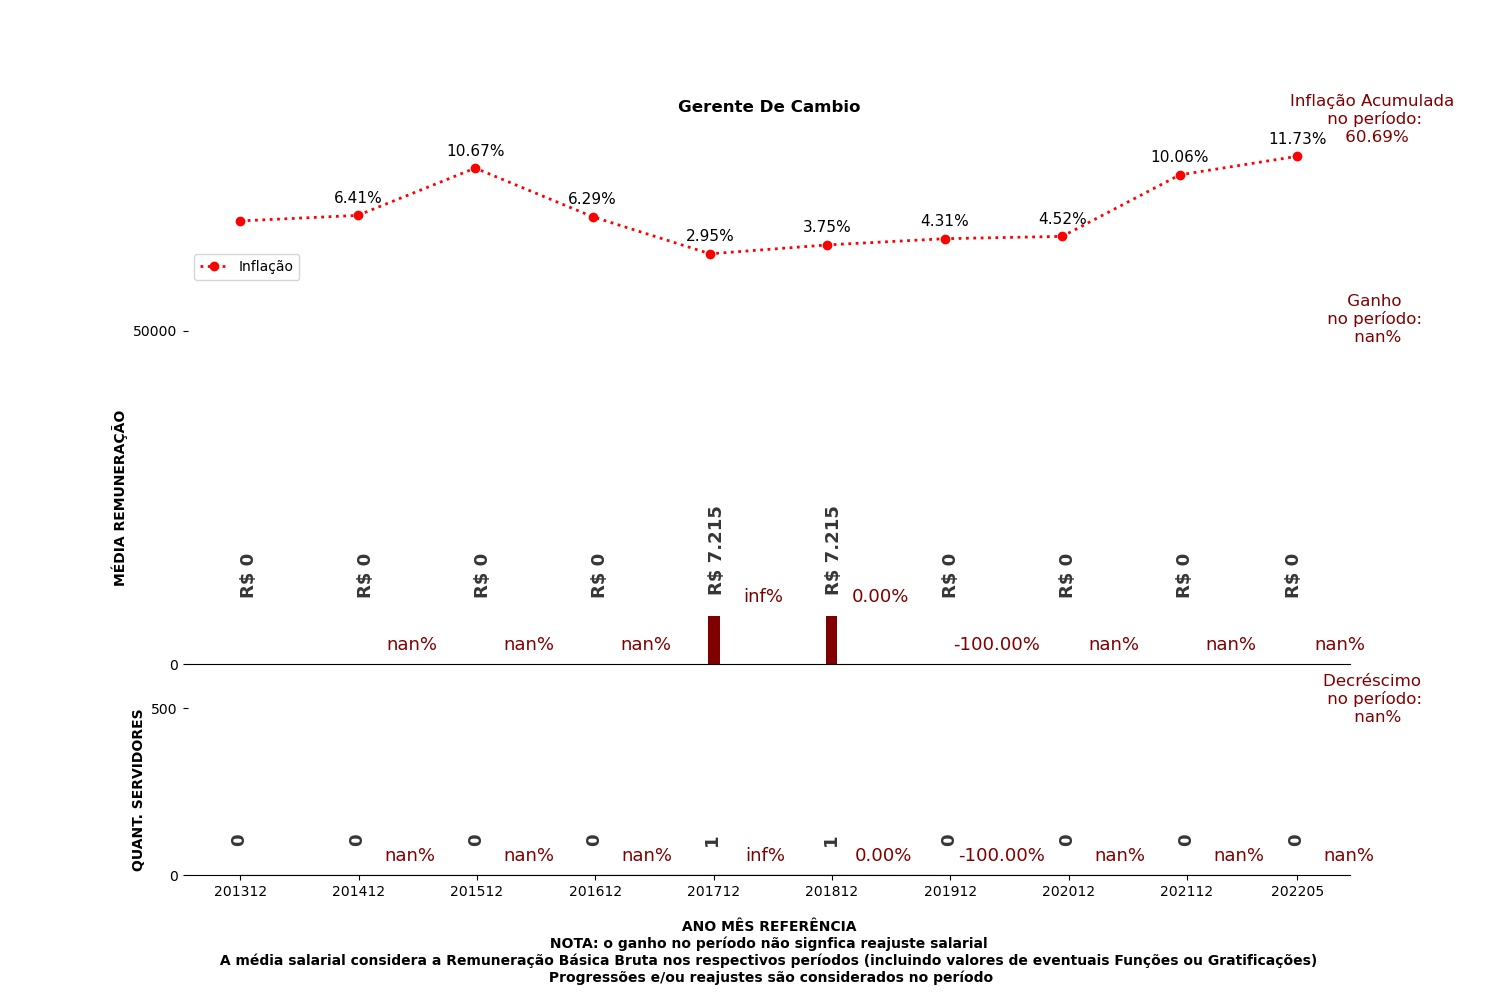 Gerente De Cambio
Inflação Acumulada
no período:
60.69%
6.41%
10.67%
6.29%
2.95%
3.75%
4.31%
4.52%
10.06%
11.73%
Inflação
Ganho
no período:
nan%
50000
0
MÉDIA REMUNERAÇÃO
R$ 0
R$ 0
R$ 0
R$ 0
R$ 7.215
R$ 7.215
R$ 0
R$ 0
R$ 0
R$ 0
nan%
nan%
nan%
inf%
0.00%
-100.00%
nan%
nan%
nan%
Decréscimo
no período:
nan%
500
0
QUANT. SERVIDORES
0
0
0
0
1
1
0
0
0
0
nan%
nan%
nan%
inf%
0.00%
-100.00%
nan%
nan%
nan%
201312
201412
201512
201612
201712
201812
201912
202012
202112
202205
ANO MÊS REFERÊNCIA
NOTA: o ganho no período não signfica reajuste salarial
A média salarial considera a Remuneração Básica Bruta nos respectivos períodos (incluindo valores de eventuais Funções ou Gratificações)
Progressões e/ou reajustes são considerados no período